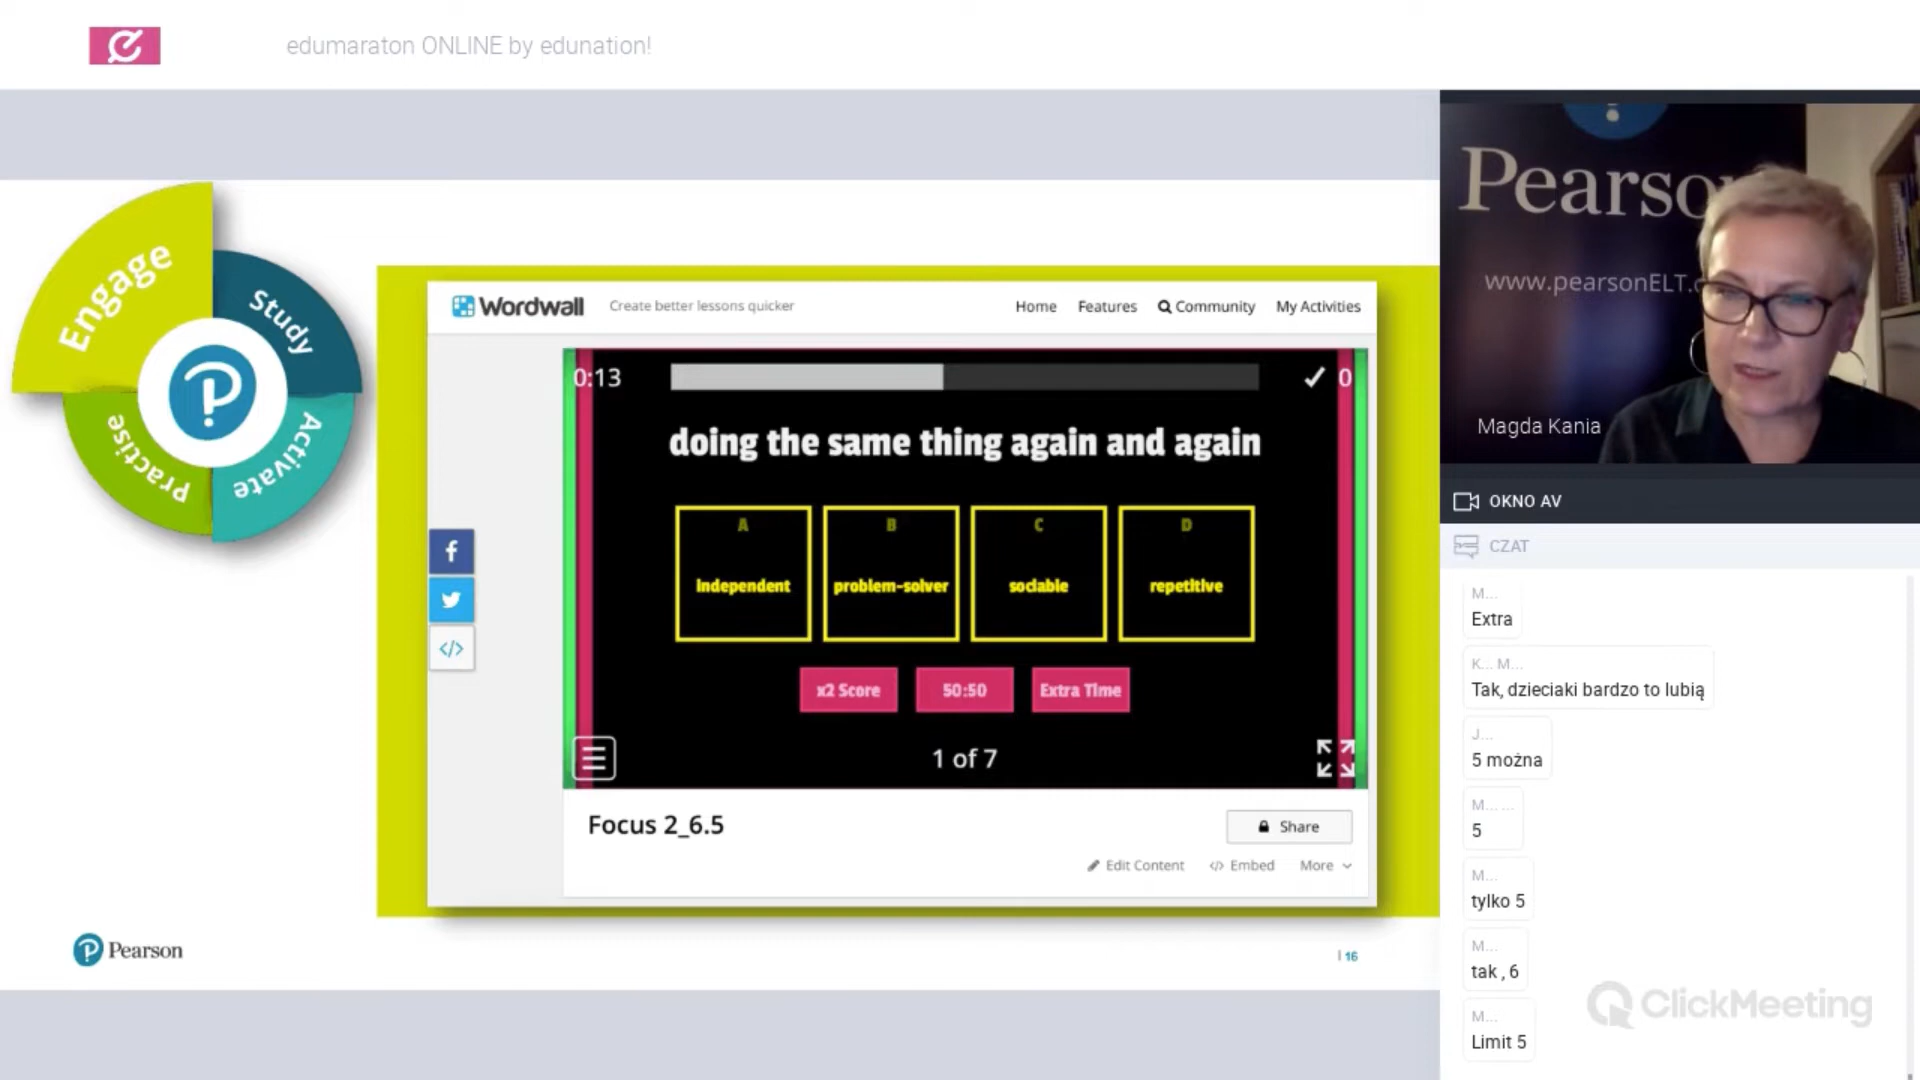 edumaraton ONLINE by edunation!
Engage
Study
Practise
Activate
Wordwall
Create better lessons quicker
Home
Features
Community
My Activities
0:13
0
doing the same thing again and again
A
B
C
D
independent
problem-solver
sociable
repetitive
x2 Score
50:50
Extra Time
1 of 7
Focus 2_6.5
Share
Edit Content
Embed
More
Pearson
16
Pearso
www.pearsonELT.c
Magda Kania
OKNO AV
CZAT
M...
Extra
K... M...
Tak, dzieciaki bardzo to lubią
J...
5 można
M... ...
5
M...
tylko 5
M...
tak , 6
M...
Limit 5
ClickMeeting